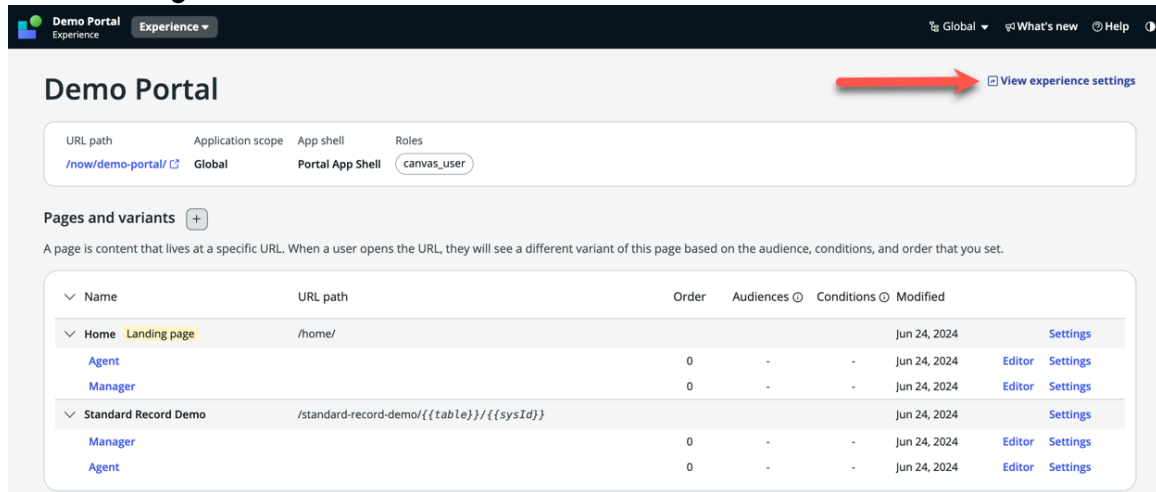 Demo Portal
Experience
Experience
Global
What's new
Help
Demo Portal
View experience settings
URL path Application scope App shell Roles
/now/demo-portal/ Global Portal App Shell canvas_user
Pages and variants +
A page is content that lives at a specific URL. When a user opens the URL, they will see a different variant of this page based on the audience, conditions, and order that you set.
Name URL path Order Audiences Conditions Modified
Home Landing page /home/ Jun 24, 2024 Settings
Agent 0 - - Jun 24, 2024 Editor Settings
Manager 0 - - Jun 24, 2024 Editor Settings
Standard Record Demo /standard-record-demo/{{table}}/{{sysId}} Jun 24, 2024 Settings
Manager 0 - - Jun 24, 2024 Editor Settings
Agent 0 - - Jun 24, 2024 Editor Settings